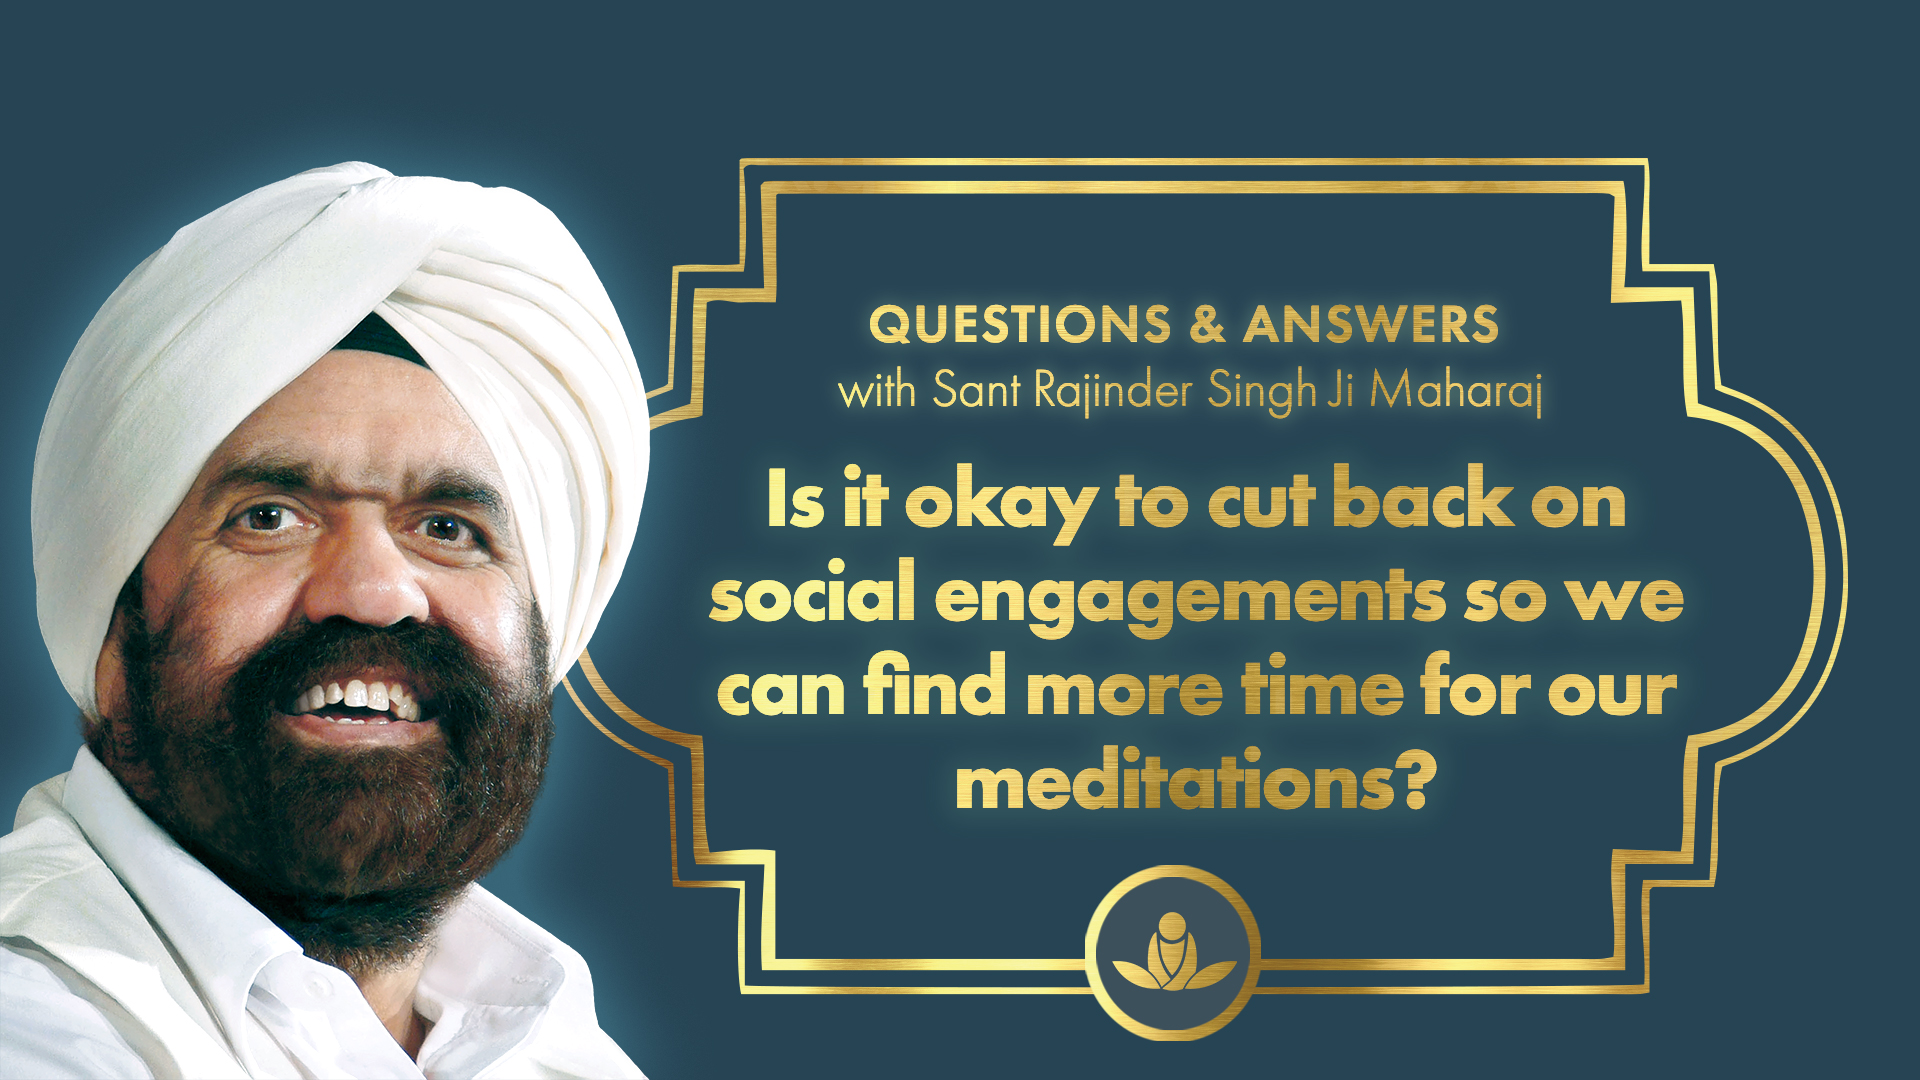 QUESTIONS & ANSWERS
with Sant Rajinder Singh Ji Maharaj
Is it okay to cut back on
social engagements so we
can find more time for our
meditations?